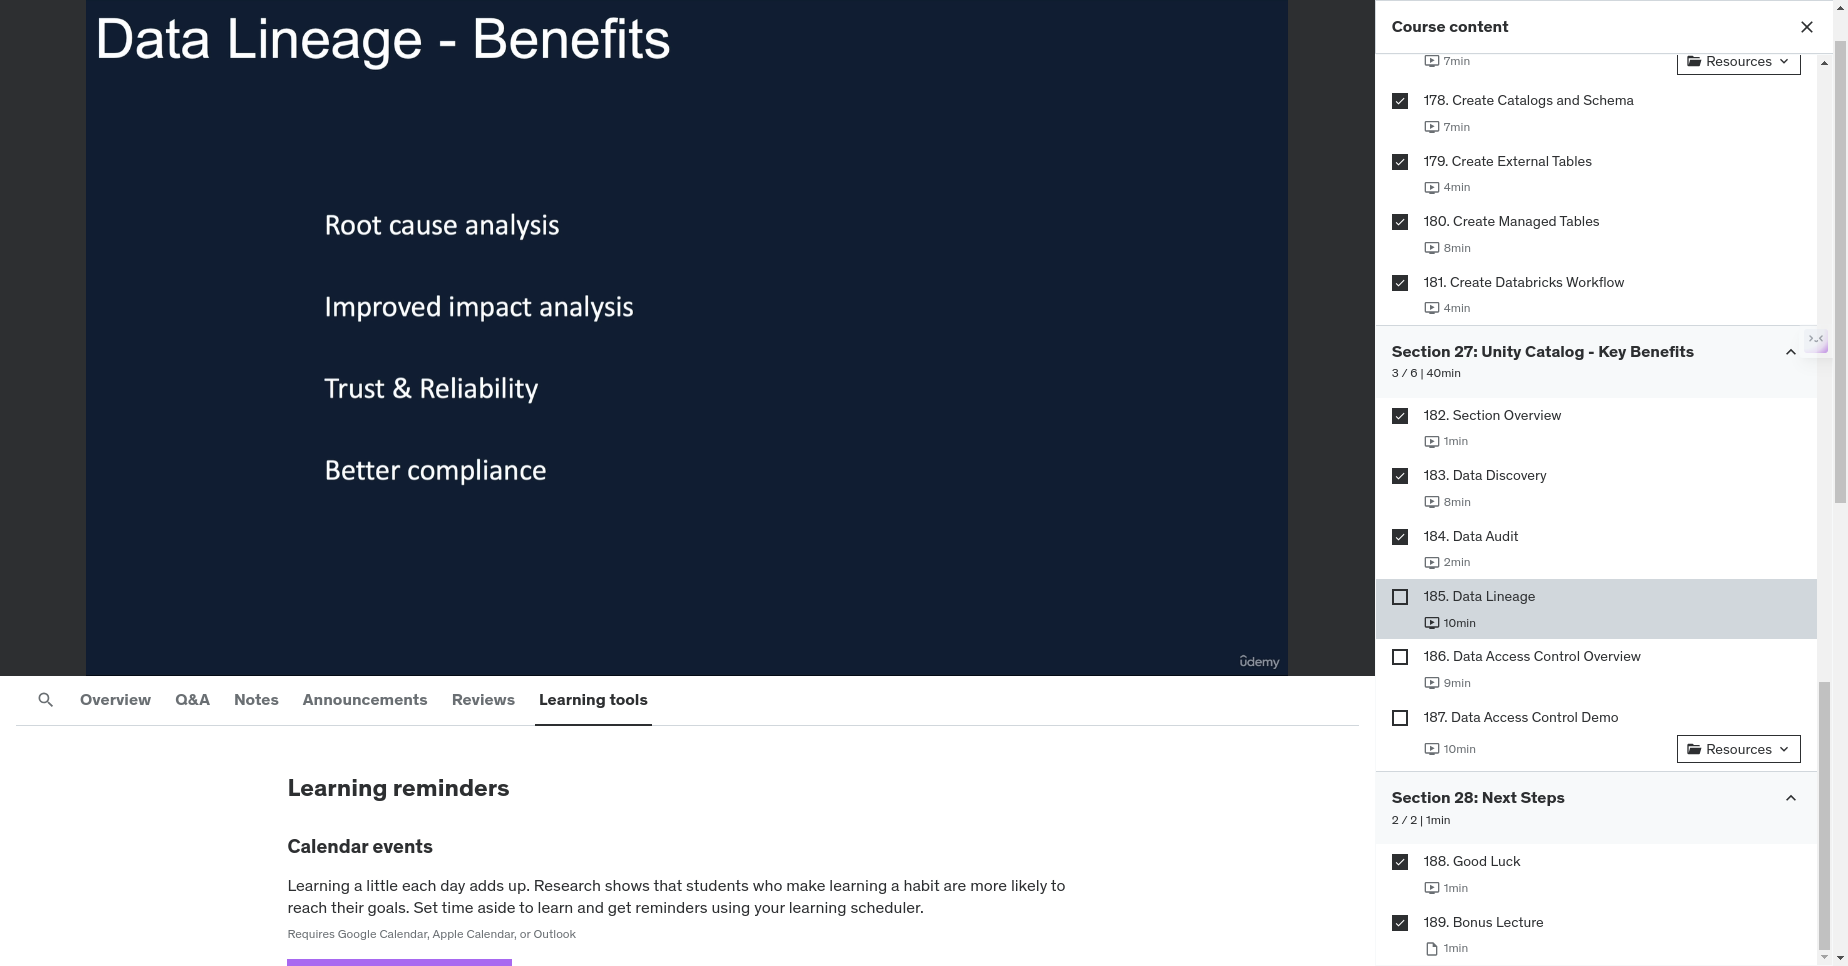 Data Lineage - Benefits
Root cause analysis
Improved impact analysis
Trust & Reliability
Better compliance
ûdemy
Overview
Q&A
Notes
Announcements
Reviews
Learning tools
Learning reminders
Calendar events
Learning a little each day adds up. Research shows that students who make learning a habit are more likely to
reach their goals. Set time aside to learn and get reminders using your learning scheduler.
Requires Google Calendar, Apple Calendar, or Outlook
Course content
7min
Resources
178. Create Catalogs and Schema
7min
179. Create External Tables
4min
180. Create Managed Tables
8min
181. Create Databricks Workflow
4min
Section 27: Unity Catalog - Key Benefits
3 / 6 | 40min
182. Section Overview
1min
183. Data Discovery
8min
184. Data Audit
2min
185. Data Lineage
10min
186. Data Access Control Overview
9min
187. Data Access Control Demo
10min
Resources
Section 28: Next Steps
2 / 2 | 1min
188. Good Luck
1min
189. Bonus Lecture
1min